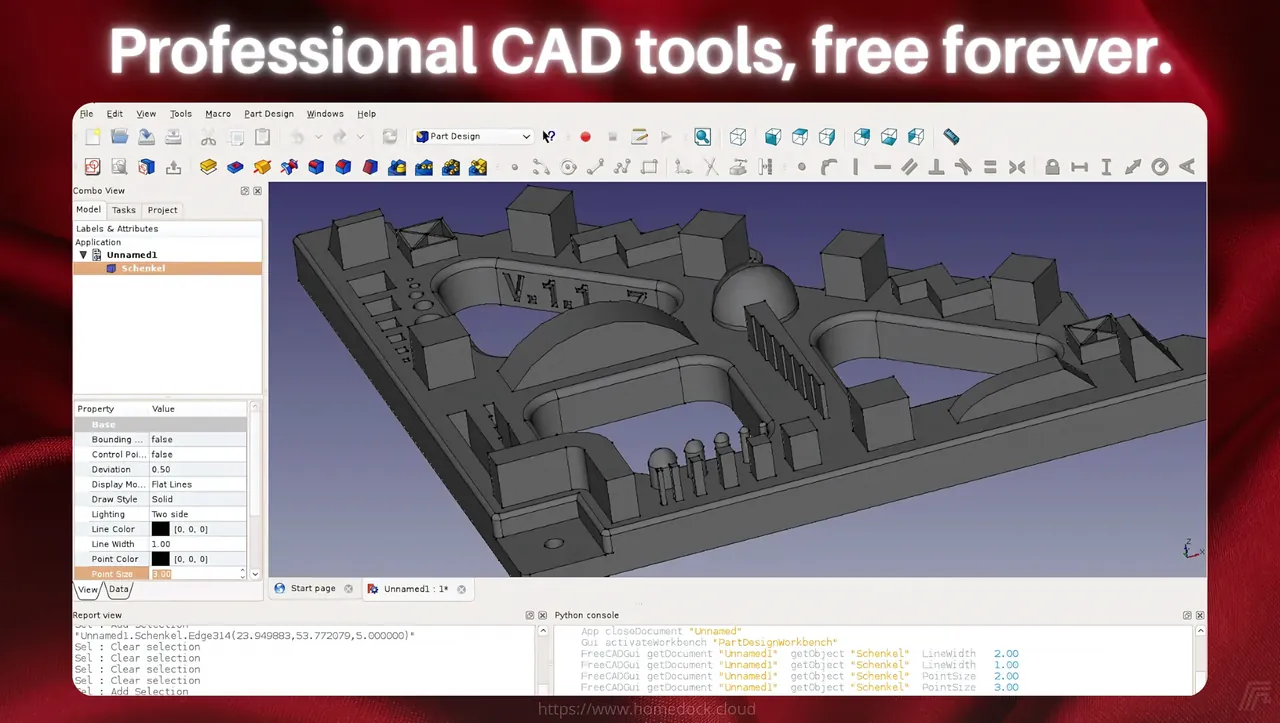 Professional CAD tools, free forever.
File Edit View Tools Macro Part Design Windows Help
Part Design
Combo View
Model Tasks Project
Labels & Attributes
Application
Unnamed1
Schenkel
V.1.1
Property Value
Base
Bounding ... false
Control Poi... false
Deviation 0.50
Display Mo... Flat Lines
Draw Style Solid
Lighting Two side
Line Color [0, 0, 0]
Line Width 1.00
Point Color [0, 0, 0]
Point Size 3.00
View Data
Start page Unnamed1 : 1*
Z
X
Report view
Sel : Add Selection
"Unnamed1.Schenkel.Edge314(23.949883,53.772079,5.000000)"
Sel : Clear selection
Sel : Clear selection
Sel : Clear selection
Sel : Clear selection
Sel : Add Selection
Python console
App closeDocument "Unnamed"
Gui activateWorkbench "PartDesignWorkbench"
FreeCADGui getDocument "Unnamed1" getObject "Schenkel" LineWidth 2.00
FreeCADGui getDocument "Unnamed1" getObject "Schenkel" LineWidth 1.00
FreeCADGui getDocument "Unnamed1" getObject "Schenkel" PointSize 2.00
FreeCADGui getDocument "Unnamed1" getObject "Schenkel" PointSize 3.00
https://www.homedock.cloud